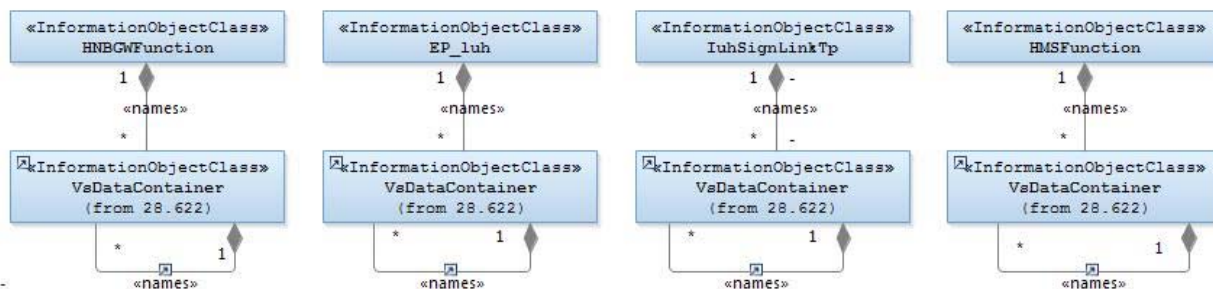 «InformationObjectClass»
HNBGWFunction
1
«names»
*
«InformationObjectClass»
VsDataContainer
(from 28.622)
* 1
«names»
-
«InformationObjectClass»
EP_luh
1
«names»
*
«InformationObjectClass»
VsDataContainer
(from 28.622)
* 1
«names»
«InformationObjectClass»
IuhSignLinkTp
1 -
«names»
* -
«InformationObjectClass»
VsDataContainer
(from 28.622)
* 1
«names»
«InformationObjectClass»
HMSFunction
1
«names»
*
«InformationObjectClass»
VsDataContainer
(from 28.622)
* 1
«names»